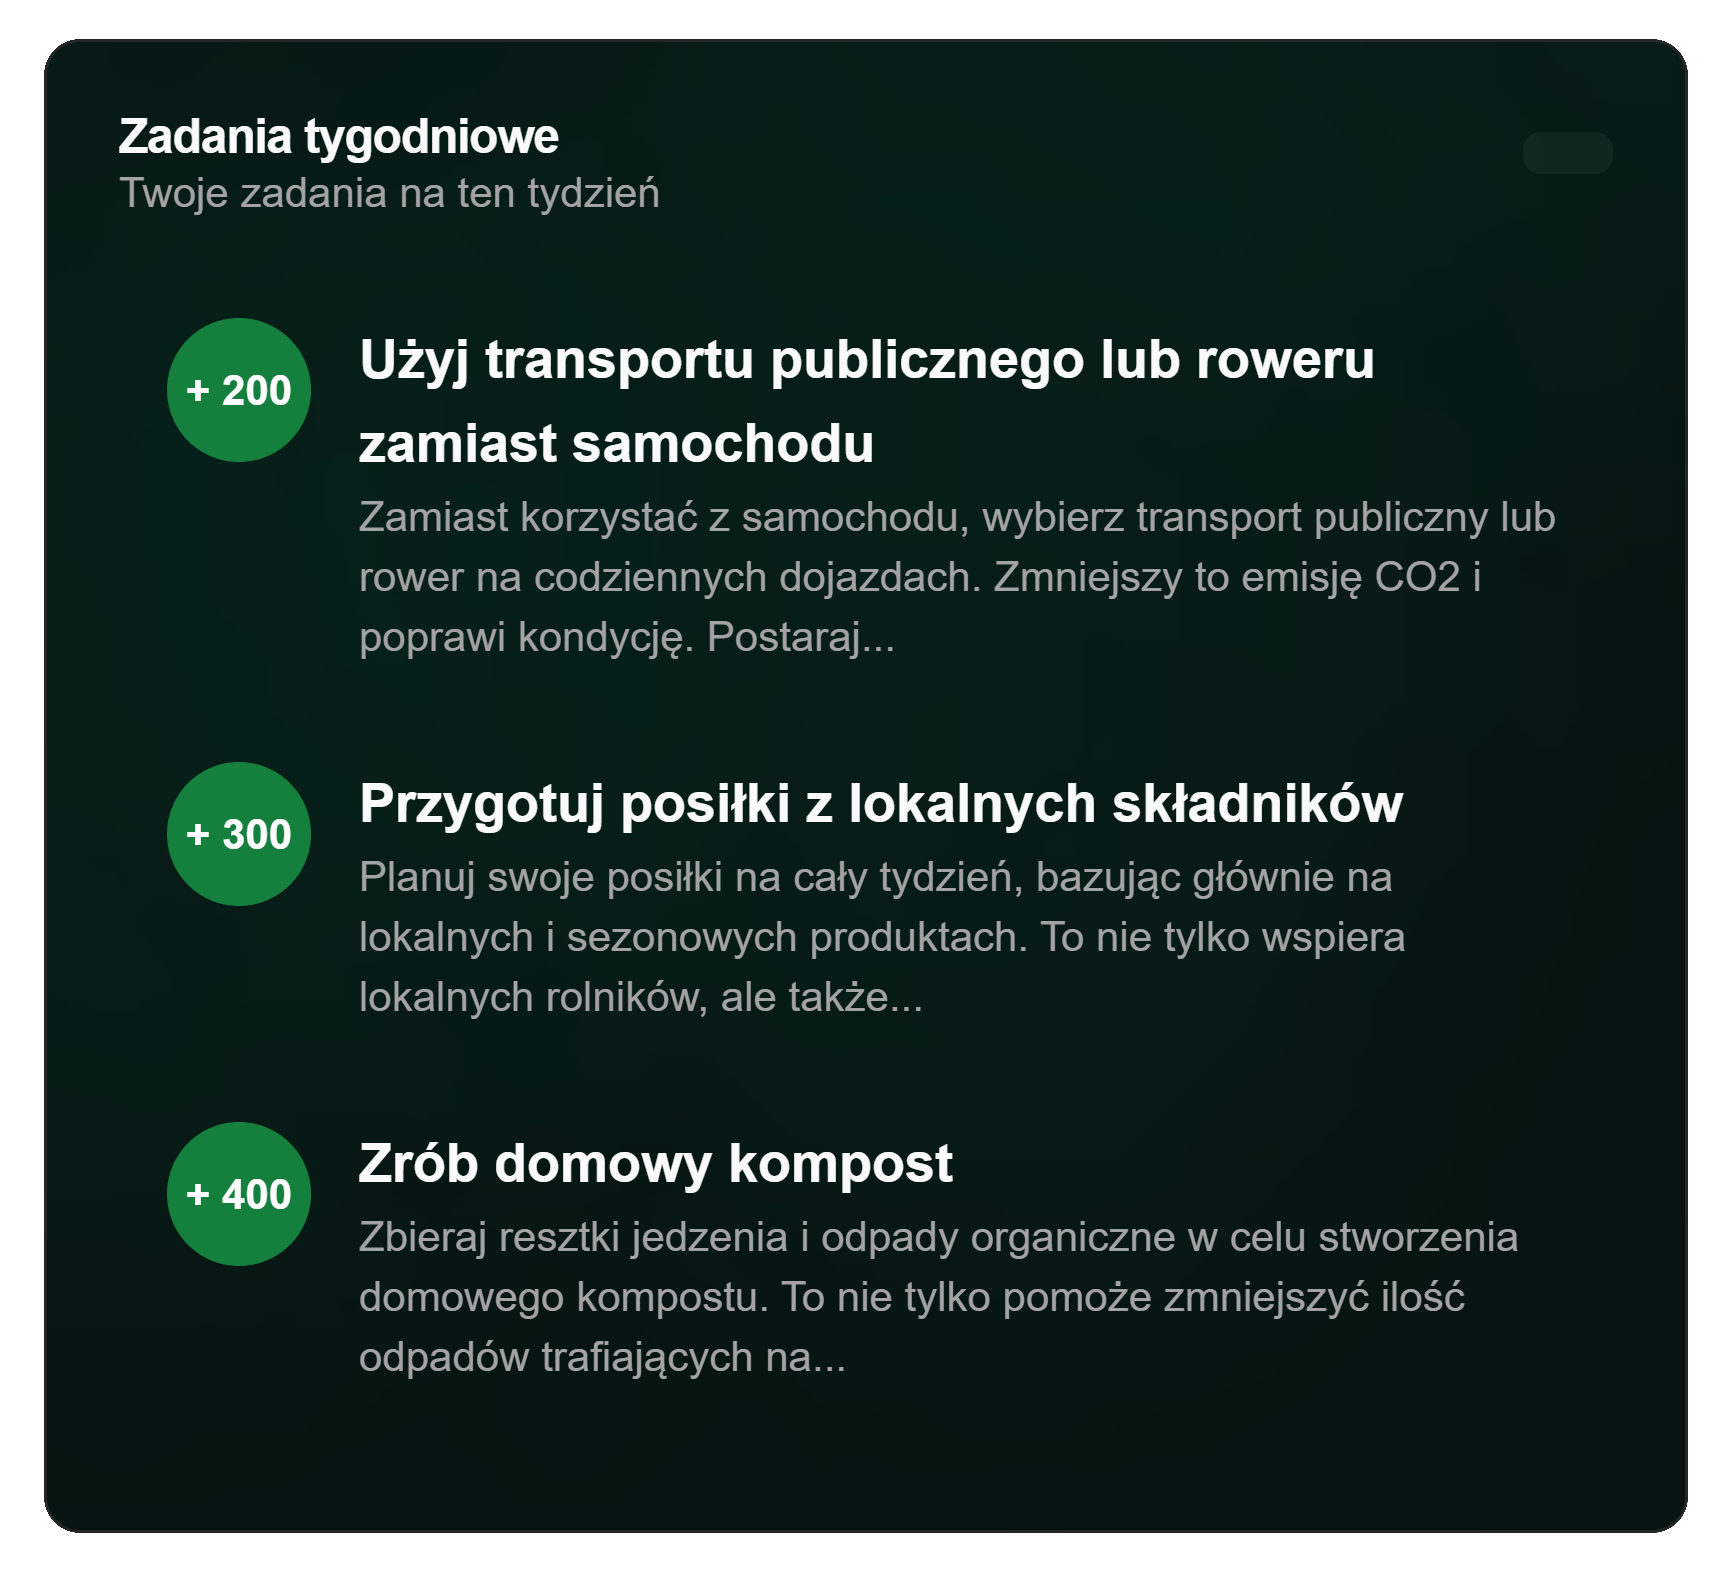 Zadania tygodniowe
Twoje zadania na ten tydzień
+ 200
Użyj transportu publicznego lub roweru
zamiast samochodu
Zamiast korzystać z samochodu, wybierz transport publiczny lub
rower na codziennych dojazdach. Zmniejszy to emisję CO2 i
poprawi kondycję. Postaraj...
+ 300
Przygotuj posiłki z lokalnych składników
Planuj swoje posiłki na cały tydzień, bazując głównie na
lokalnych i sezonowych produktach. To nie tylko wspiera
lokalnych rolników, ale także...
+ 400
Zrób domowy kompost
Zbieraj resztki jedzenia i odpady organiczne w celu stworzenia
domowego kompostu. To nie tylko pomoże zmniejszyć ilość
odpadów trafiających na...